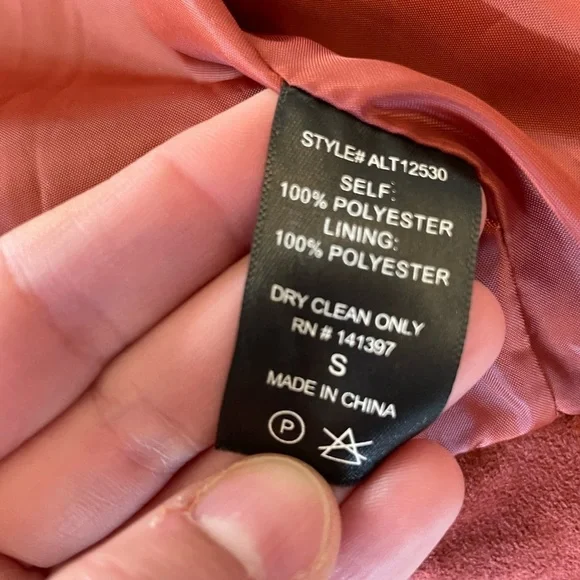 STYLE# ALT12530
SELF:
100% POLYESTER
LINING:
100% POLYESTER
DRY CLEAN ONLY
RN # 141397
S
MADE IN CHINA
P